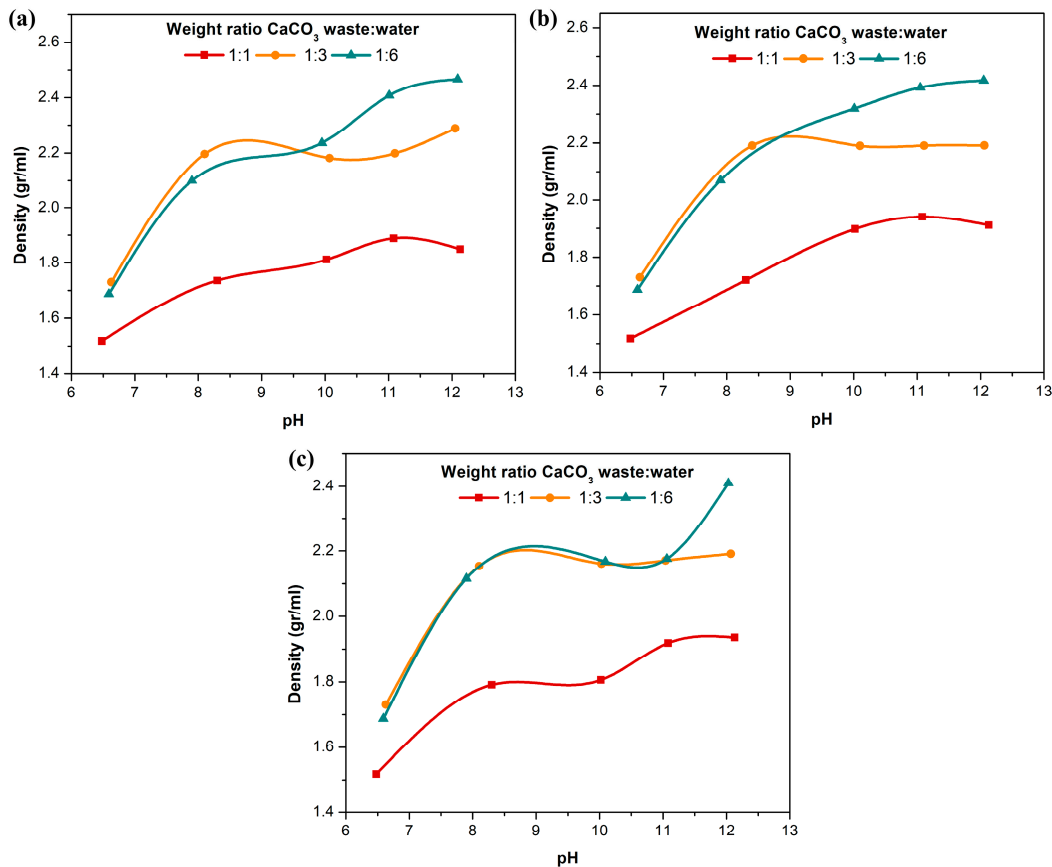 (a)
Weight ratio CaCO₃ waste:water
1:1 1:3 1:6
Density (gr/ml)
2.6
2.4
2.2
2.0
1.8
1.6
1.4
6 7 8 9 10 11 12 13
pH
(b)
Weight ratio CaCO₃ waste:water
1:1 1:3 1:6
Density (gr/ml)
2.6
2.4
2.2
2.0
1.8
1.6
1.4
6 7 8 9 10 11 12 13
pH
(c)
Weight ratio CaCO₃ waste:water
1:1 1:3 1:6
Density (gr/ml)
2.4
2.2
2.0
1.8
1.6
1.4
6 7 8 9 10 11 12 13
pH